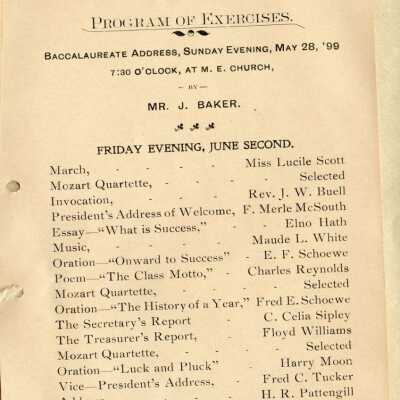 PROGRAM OF EXERCISES.
BACCALAUREATE ADDRESS, SUNDAY EVENING, MAY 28, '99
7:30 O'CLOCK, AT M. E. CHURCH,
— BY —
MR. J. BAKER.
FRIDAY EVENING, JUNE SECOND.
March, - - - - Miss Lucile Scott
Mozart Quartette, - - - - Selected
Invocation, - - - - Rev. J. W. Buell
President's Address of Welcome, F. Merle McSouth
Essay—"What is Success," - - Elno Hath
Music, - - - - Maude L. White
Oration—"Onward to Success" - E. F. Schoewe
Poem—"The Class Motto," - Charles Reynolds
Mozart Quartette, - - - Selected
Oration—"The History of a Year," Fred E. Schoewe
The Secretary's Report - C. Celia Sipley
The Treasurer's Report, - Floyd Williams
Mozart Quartette, - - - Selected
Oration—"Luck and Pluck" - Harry Moon
Vice—President's Address, - Fred C. Tucker
H. R. Pattengill